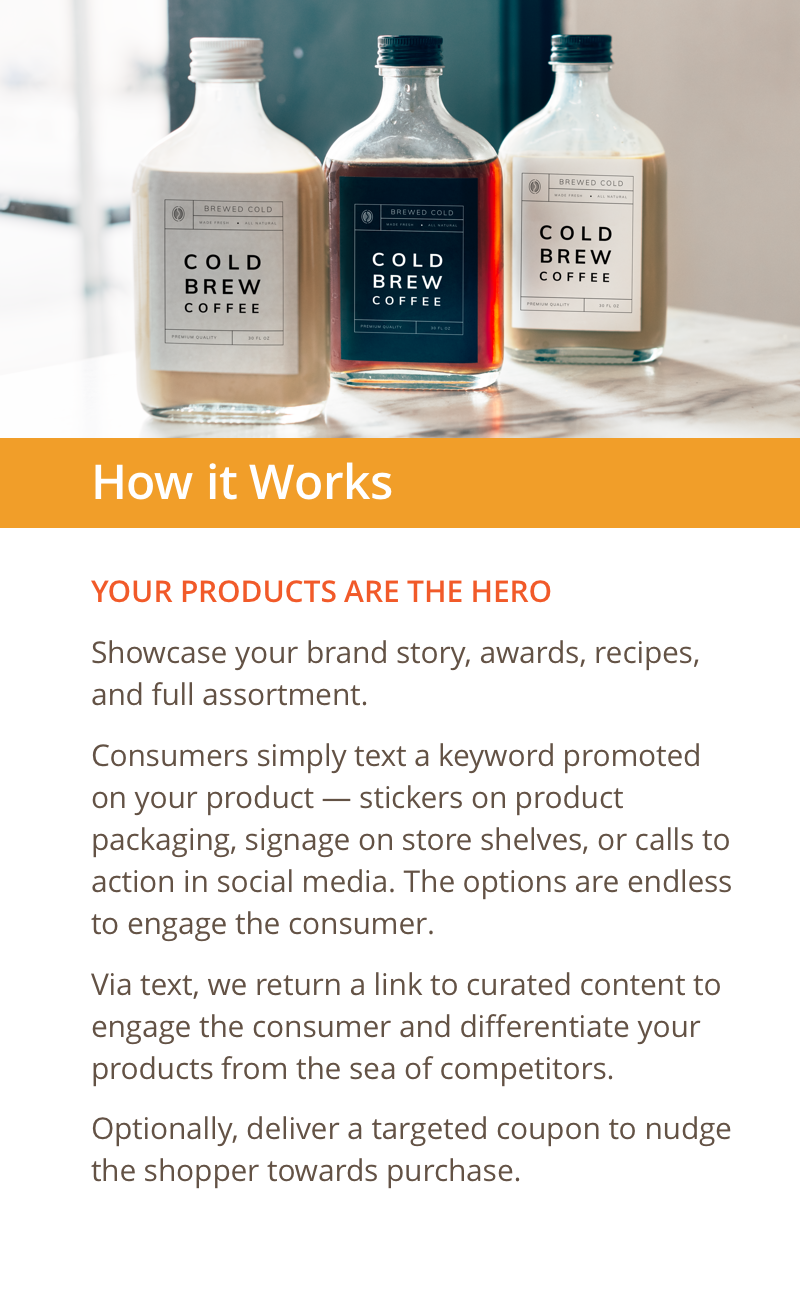 BREWED COLD
MADE FRESH • ALL NATURAL
COLD
BREW
COFFEE
PREMIUM QUALITY 30 FL OZ
BREWED COLD
MADE FRESH • ALL NATURAL
COLD
BREW
COFFEE
PREMIUM QUALITY 30 FL OZ
BREWED COLD
MADE FRESH • ALL NATURAL
COLD
BREW
COFFEE
PREMIUM QUALITY 30 FL OZ
How it Works
YOUR PRODUCTS ARE THE HERO
Showcase your brand story, awards, recipes,
and full assortment.
Consumers simply text a keyword promoted
on your product — stickers on product
packaging, signage on store shelves, or calls to
action in social media. The options are endless
to engage the consumer.
Via text, we return a link to curated content to
engage the consumer and differentiate your
products from the sea of competitors.
Optionally, deliver a targeted coupon to nudge
the shopper towards purchase.